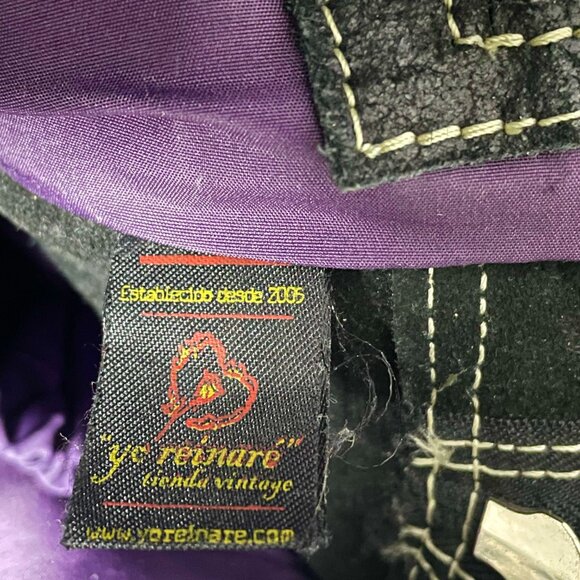 Establecido desde 2005
"yo reinaré"
tienda vintage
www.yoreinare.com